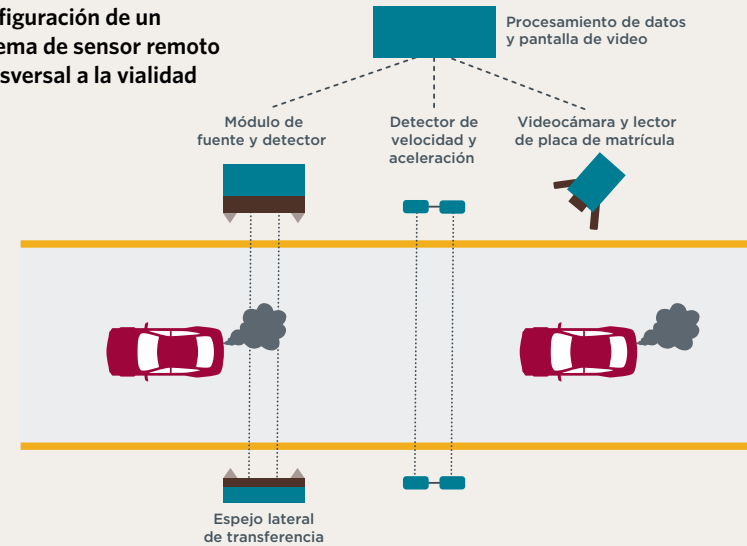 figuración de un
ema de sensor remoto
sversal a la vialidad
Procesamiento de datos
y pantalla de video
Módulo de
fuente y detector
Detector de
velocidad y
aceleración
Videocámara y lector
de placa de matrícula
Espejo lateral
de transferencia